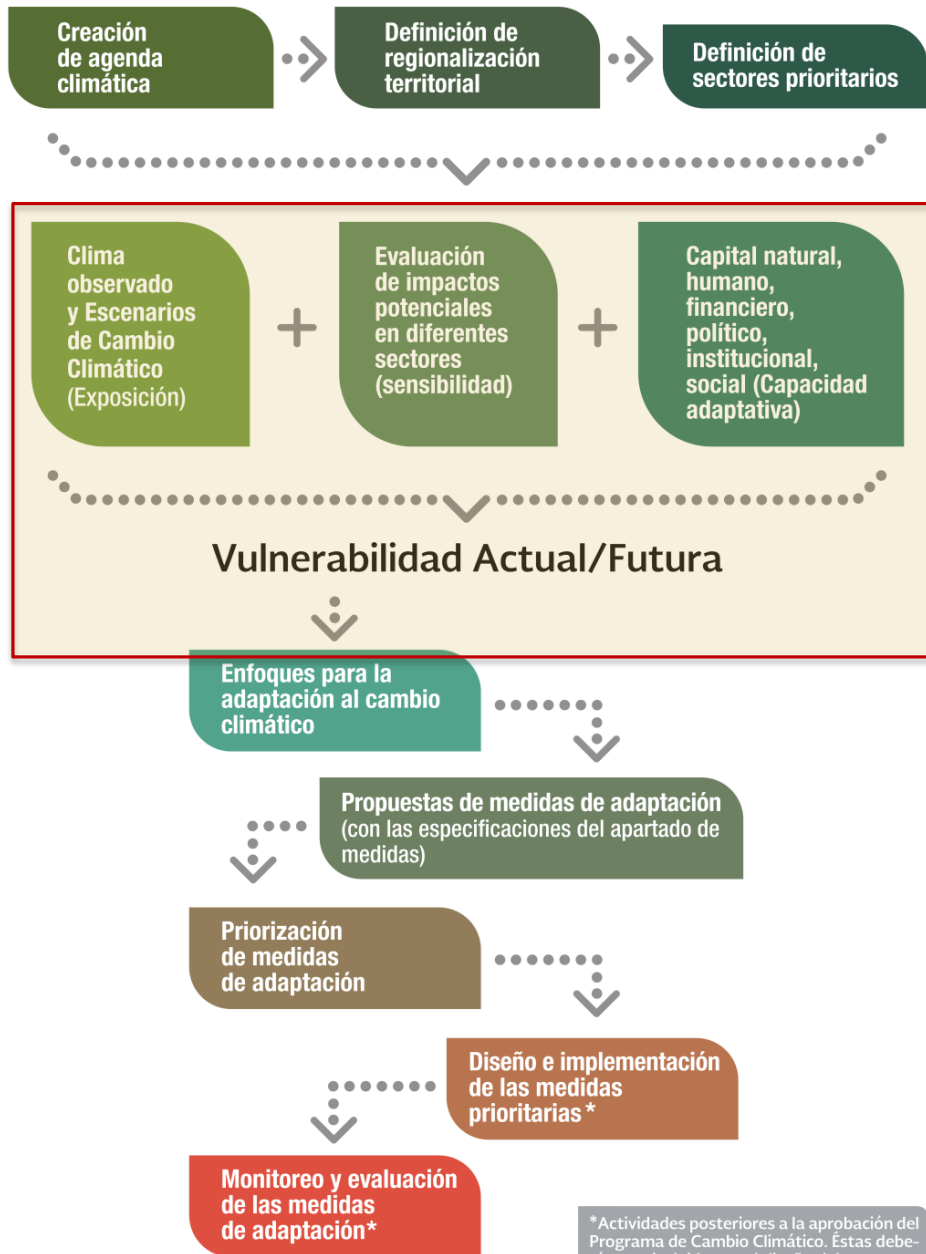 Creación
de agenda
climática
Definición de
regionalización
territorial
Definición de
sectores prioritarios
Clima
observado
y Escenarios
de Cambio
Climático
(Exposición)
+
Evaluación
de impactos
potenciales
en diferentes
sectores
(sensibilidad)
+
Capital natural,
humano,
financiero,
político,
institucional,
social (Capacidad
adaptativa)
Vulnerabilidad Actual/Futura
Enfoques para la
adaptación al cambio
climático
Propuestas de medidas de adaptación
(con las especificaciones del apartado de
medidas)
Priorización
de medidas
de adaptación
Diseño e implementación
de las medidas
prioritarias*
Monitoreo y evaluación
de las medidas
de adaptación*
*Actividades posteriores a la aprobación del
Programa de Cambio Climático. Éstas debe-